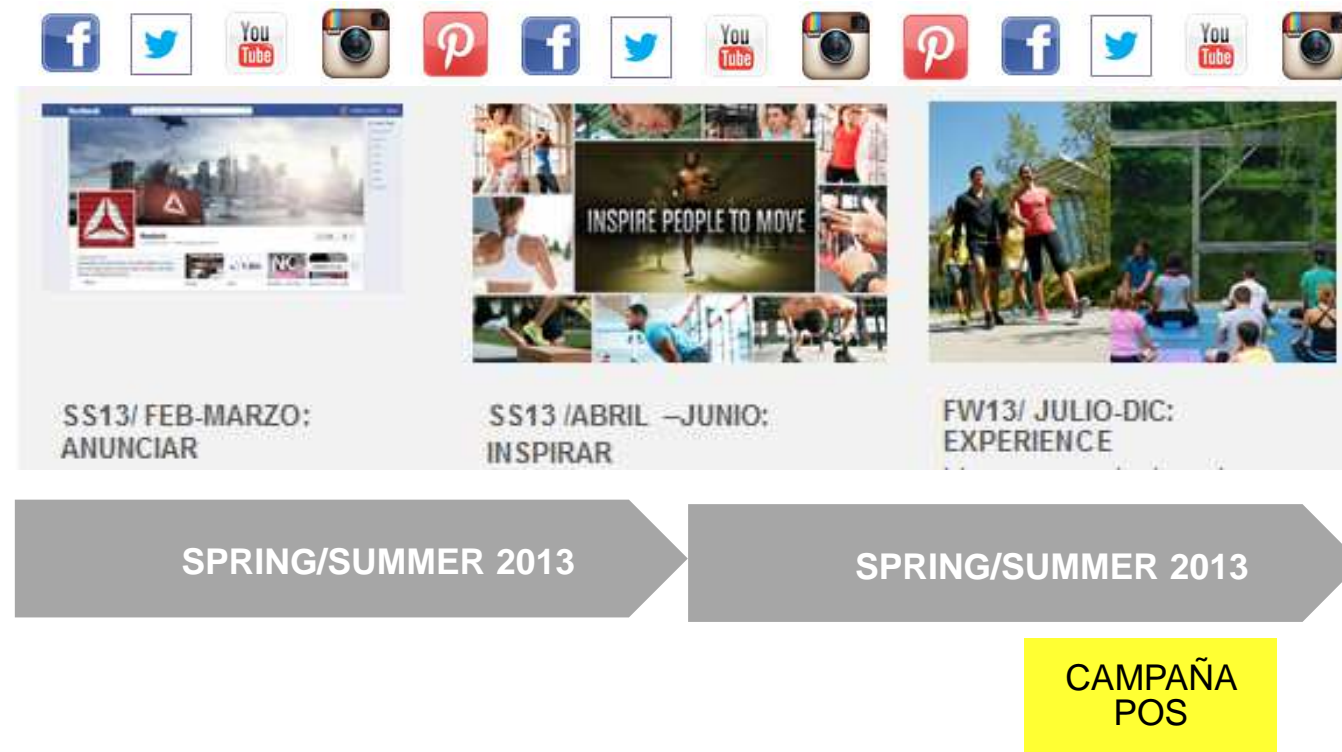 You
Tube
You
Tube
You
Tube
INSPIRE PEOPLE TO MOVE
SS13/ FEB-MARZO:
ANUNCIAR
SS13 /ABRIL –JUNIO:
INSPIRAR
FW13/ JULIO-DIC:
EXPERIENCE
SPRING/SUMMER 2013
SPRING/SUMMER 2013
CAMPAÑA
POS